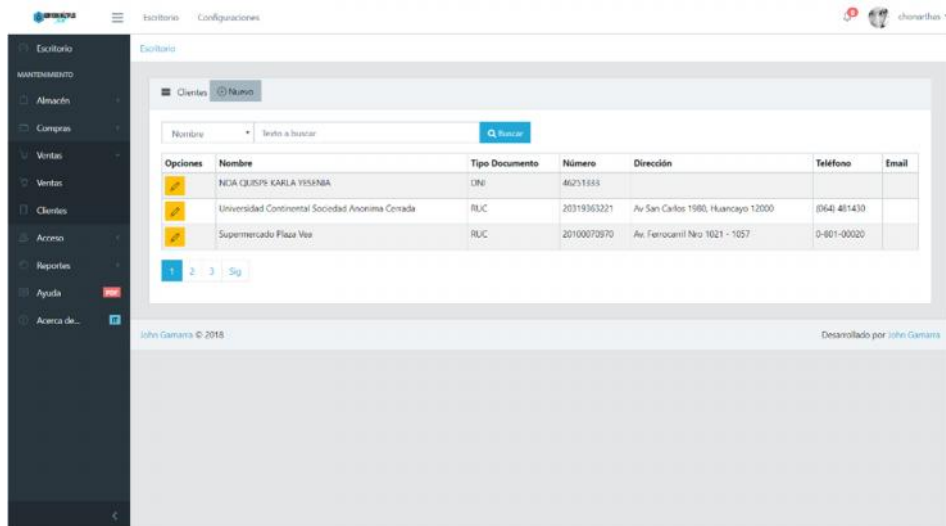 Escritorio Configuraciones
chonarthas
Escritorio
MANTENIMIENTO
Almacén
Compras
Ventas
Ventas
Clientes
Acceso
Reportes
Ayuda PDF
Acerca de... IT
Escritorio
Clientes Nuevo
Nombre Texto a buscar Buscar
Opciones Nombre Tipo Documento Número Dirección Teléfono Email
NOA QUISPE KARLA YESENIA DNI 46251333
Universidad Continental Sociedad Anonima Cerrada RUC 20319363221 Av San Carlos 1980, Huancayo 12000 (064) 481430
Supermercado Plaza Vea RUC 20100070970 Av. Ferrocarril Nro 1021 - 1057 0-801-00020
1 2 3 Sig
John Gamarra © 2018
Desarrollado por John Gamarra